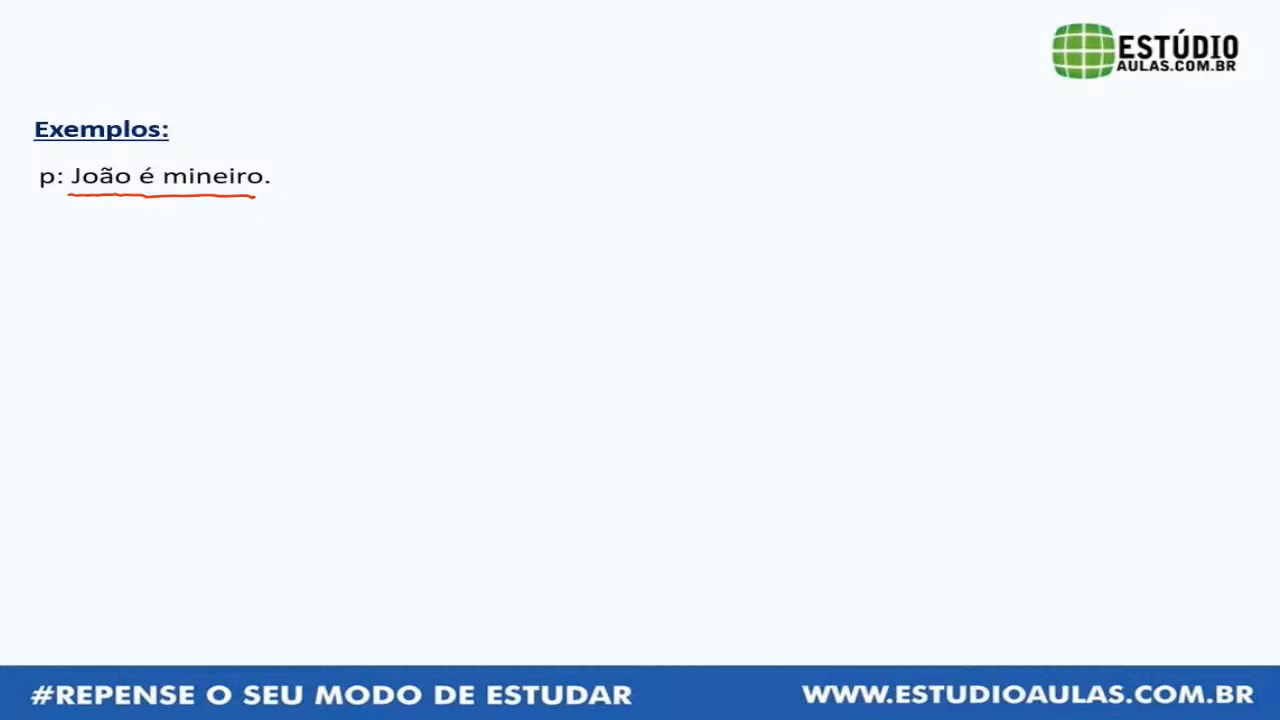 ESTÚDIO
AULAS.COM.BR
Exemplos:
p: João é mineiro.
#REPENSE O SEU MODO DE ESTUDAR
WWW.ESTUDIOAULAS.COM.BR